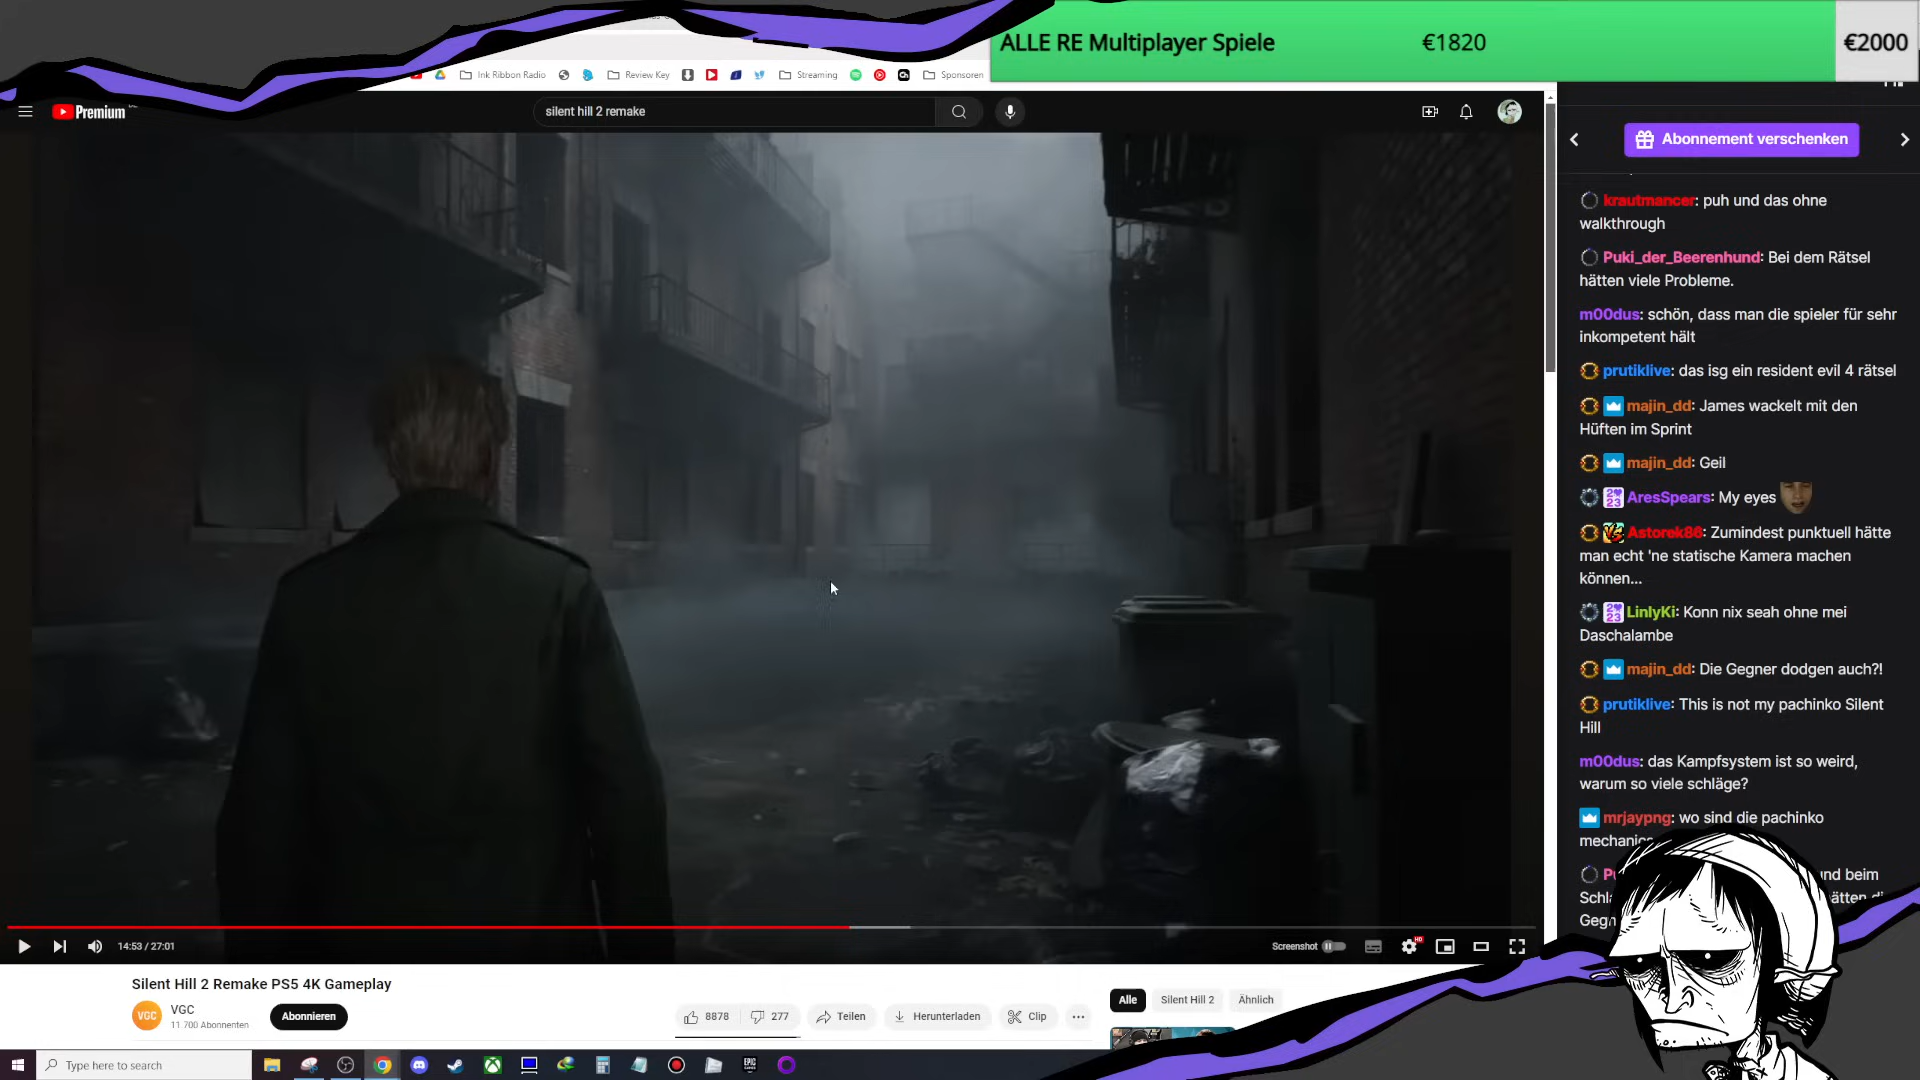 ALLE RE Multiplayer Spiele €1820 €2000
Ink Ribbon Radio Review Key Streaming Sponsoren
Premium silent hill 2 remake
Abonnement verschenken
krautmancer: puh und das ohne
walkthrough
Puki_der_Beerenhund: Bei dem Rätsel
hätten viele Probleme.
m00dus: schön, dass man die spieler für sehr
inkompetent hält
prutiklive: das isg ein resident evil 4 rätsel
majin_dd: James wackelt mit den
Hüften im Sprint
majin_dd: Geil
AresSpears: My eyes
Astorek86: Zumindest punktuell hätte
man echt 'ne statische Kamera machen
können...
LinlyKi: Konn nix seah ohne mei
Daschalambe
majin_dd: Die Gegner dodgen auch?!
prutiklive: This is not my pachinko Silent
Hill
m00dus: das Kampfsystem ist so weird,
warum so viele schläge?
mrjaypng: wo sind die pachinko
mechanics
und beim
14:53 / 27:01 Screenshot HD
Silent Hill 2 Remake PS5 4K Gameplay
VGC VGC
11.700 Abonnenten
Abonnieren
8878 277 Teilen Herunterladen Clip
Alle Silent Hill 2 Ähnlich
Type here to search